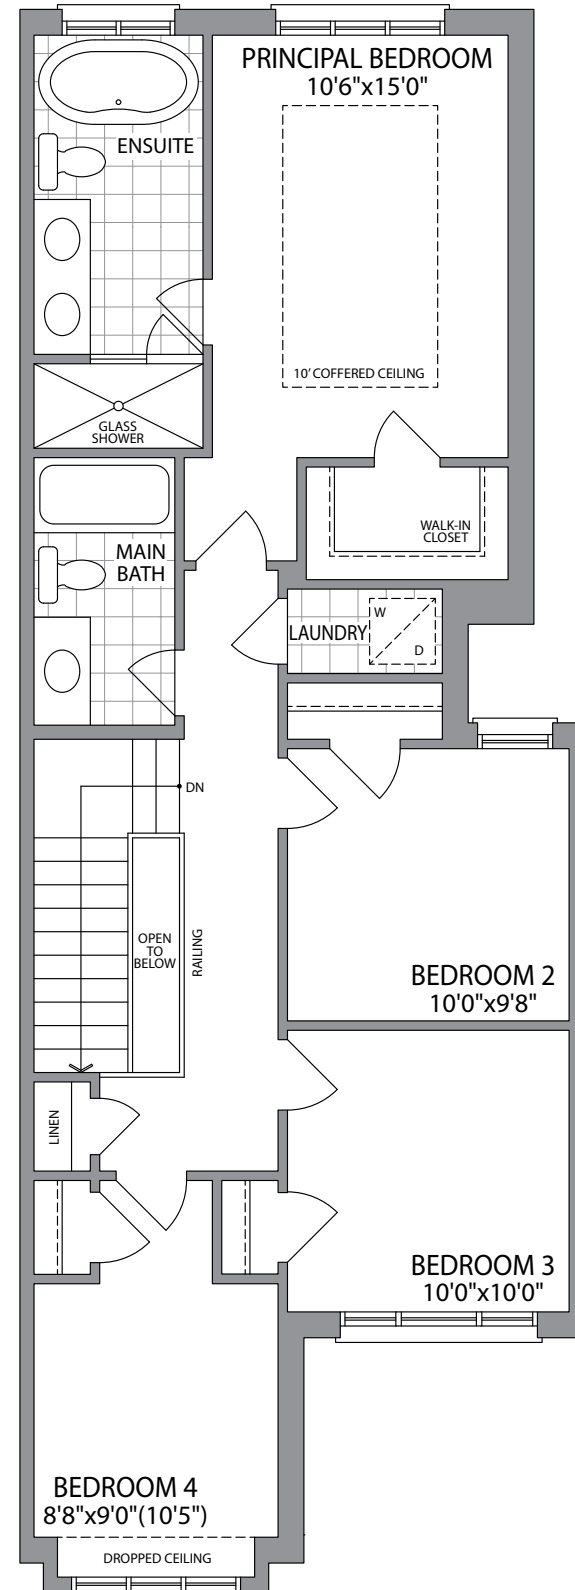 PRINCIPAL BEDROOM
10'6"x15'0"
ENSUITE
10' COFFERED CEILING
GLASS
SHOWER
WALK-IN
CLOSET
MAIN
BATH
LAUNDRY
W
D
DN
OPEN
TO
BELOW
RAILING
BEDROOM 2
10'0"x9'8"
LINEN
BEDROOM 3
10'0"x10'0"
BEDROOM 4
8'8"x9'0"(10'5")
DROPPED CEILING